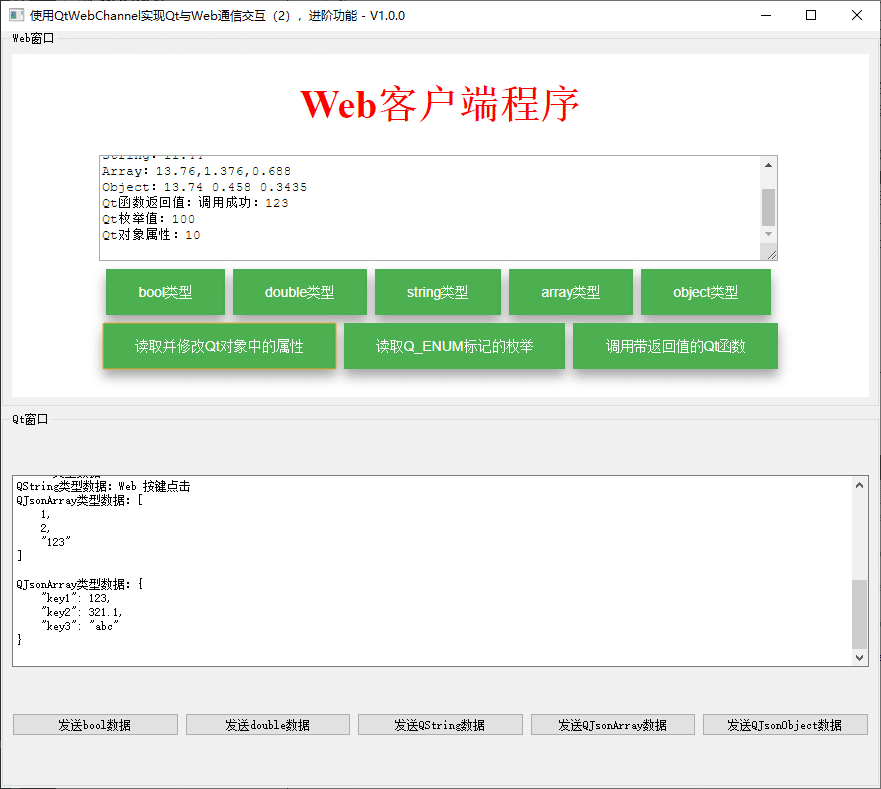 使用QtWebChannel实现Qt与Web通信交互（2），进阶功能 - V1.0.0
Web窗口
Web客户端程序
Array：13.76,1.376,0.688
Object：13.74 0.458 0.3435
Qt函数返回值：调用成功：123
Qt枚举值：100
Qt对象属性：10
bool类型
double类型
string类型
array类型
object类型
读取并修改Qt对象中的属性
读取Q_ENUM标记的枚举
调用带返回值的Qt函数
Qt窗口
QString类型数据：Web 按键点击
QJsonArray类型数据：[
1,
2,
"123"
]
QJsonArray类型数据：{
"key1": 123,
"key2": 321.1,
"key3": "abc"
}
发送bool数据
发送double数据
发送QString数据
发送QJsonArray数据
发送QJsonObject数据